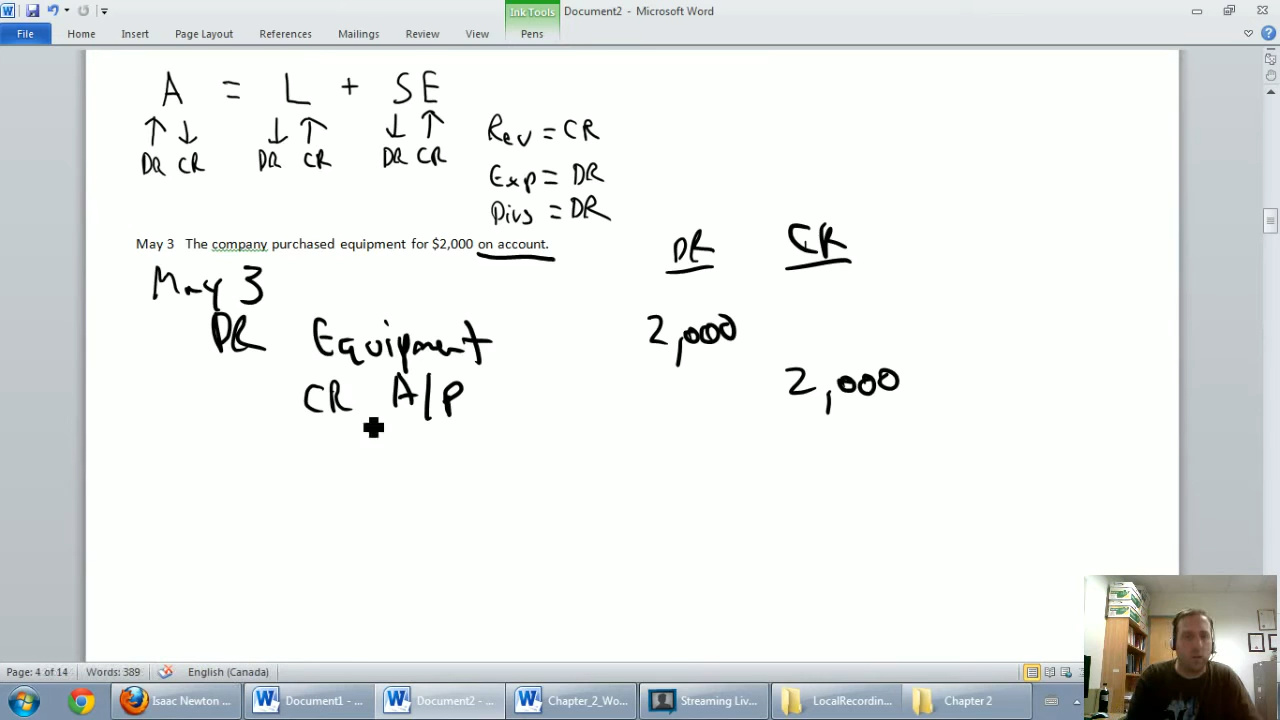 Ink Tools
Document2 - Microsoft Word
File Home Insert Page Layout References Mailings Review View Pens
A = L + SE
DR CR DR CR DR CR
Rev = CR
Exp = DR
Divs = DR
May 3 The company purchased equipment for $2,000 on account.
DR CR
May 3
DR Equipment 2,000
CR A/P 2,000
Page: 4 of 14 Words: 389 English (Canada)
Isaac Newton ... Document1 - ... Document2 - ... Chapter_2_Wo... Streaming Liv... LocalRecordin... Chapter 2